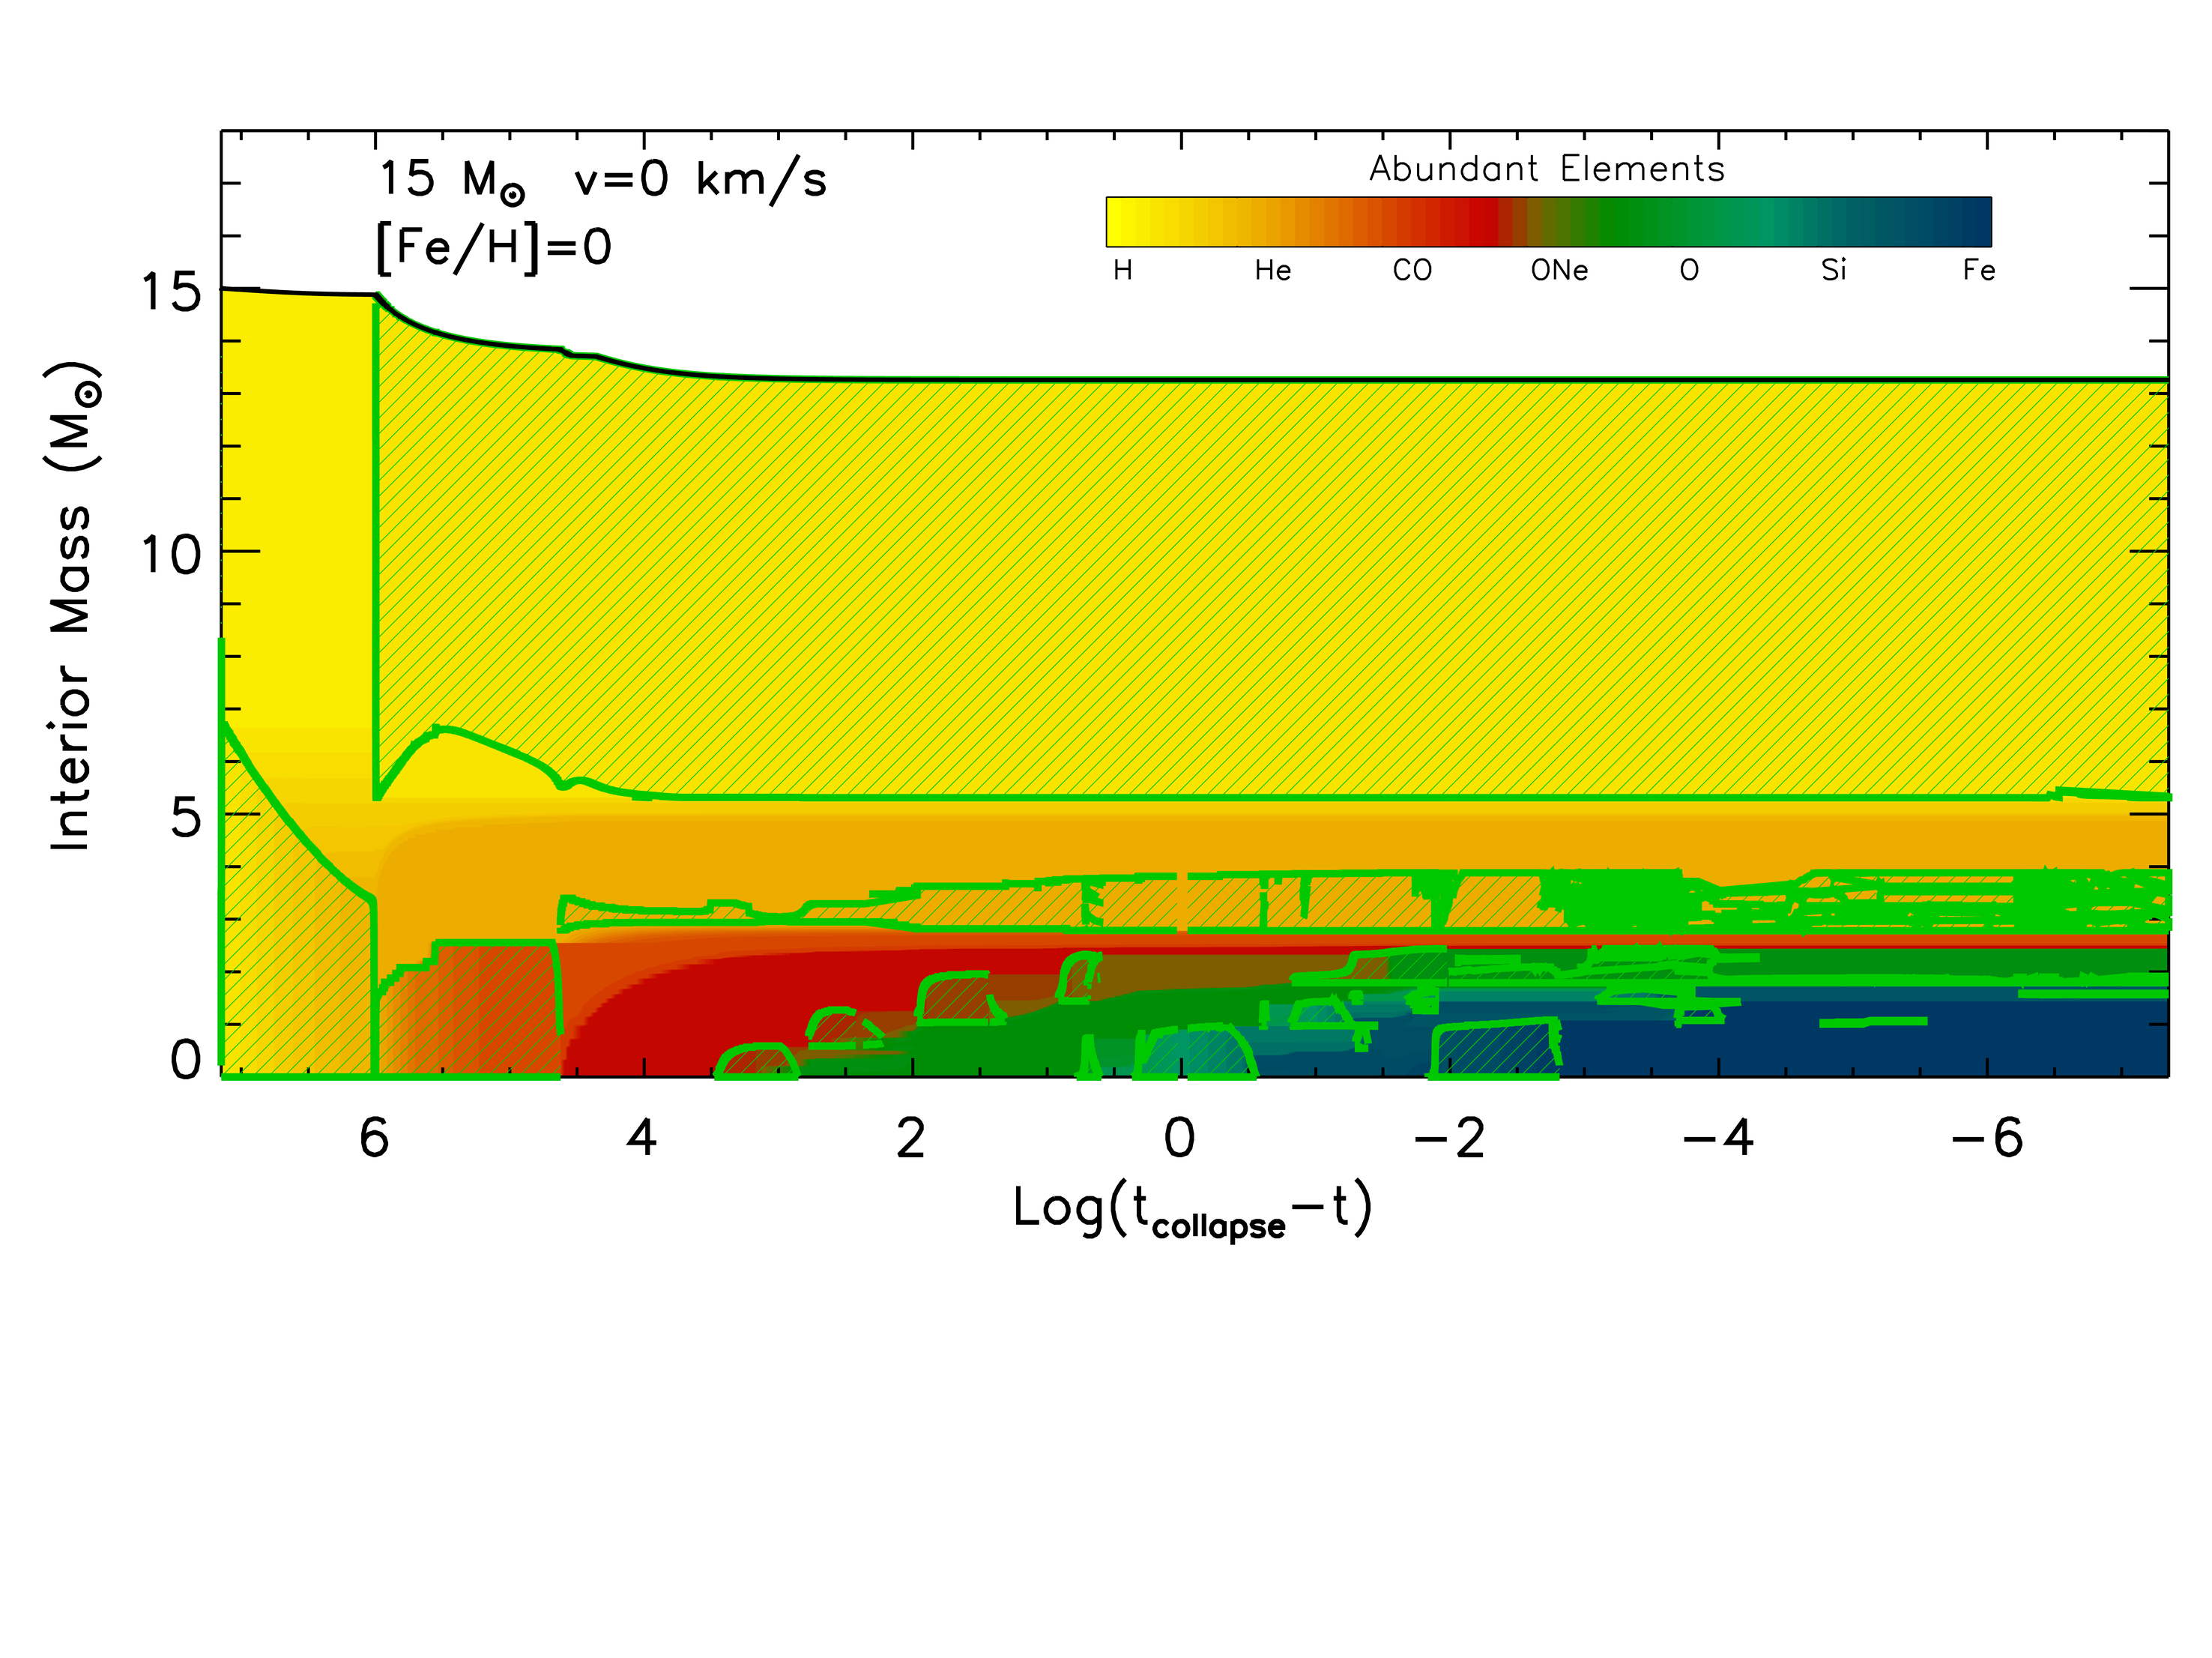 15 M☉ v=0 km/s
[Fe/H]=0
Abundant Elements
H He CO ONe O Si Fe
15
10
5
0
Interior Mass (M☉)
6 4 2 0 −2 −4 −6
Log(tcollapse−t)